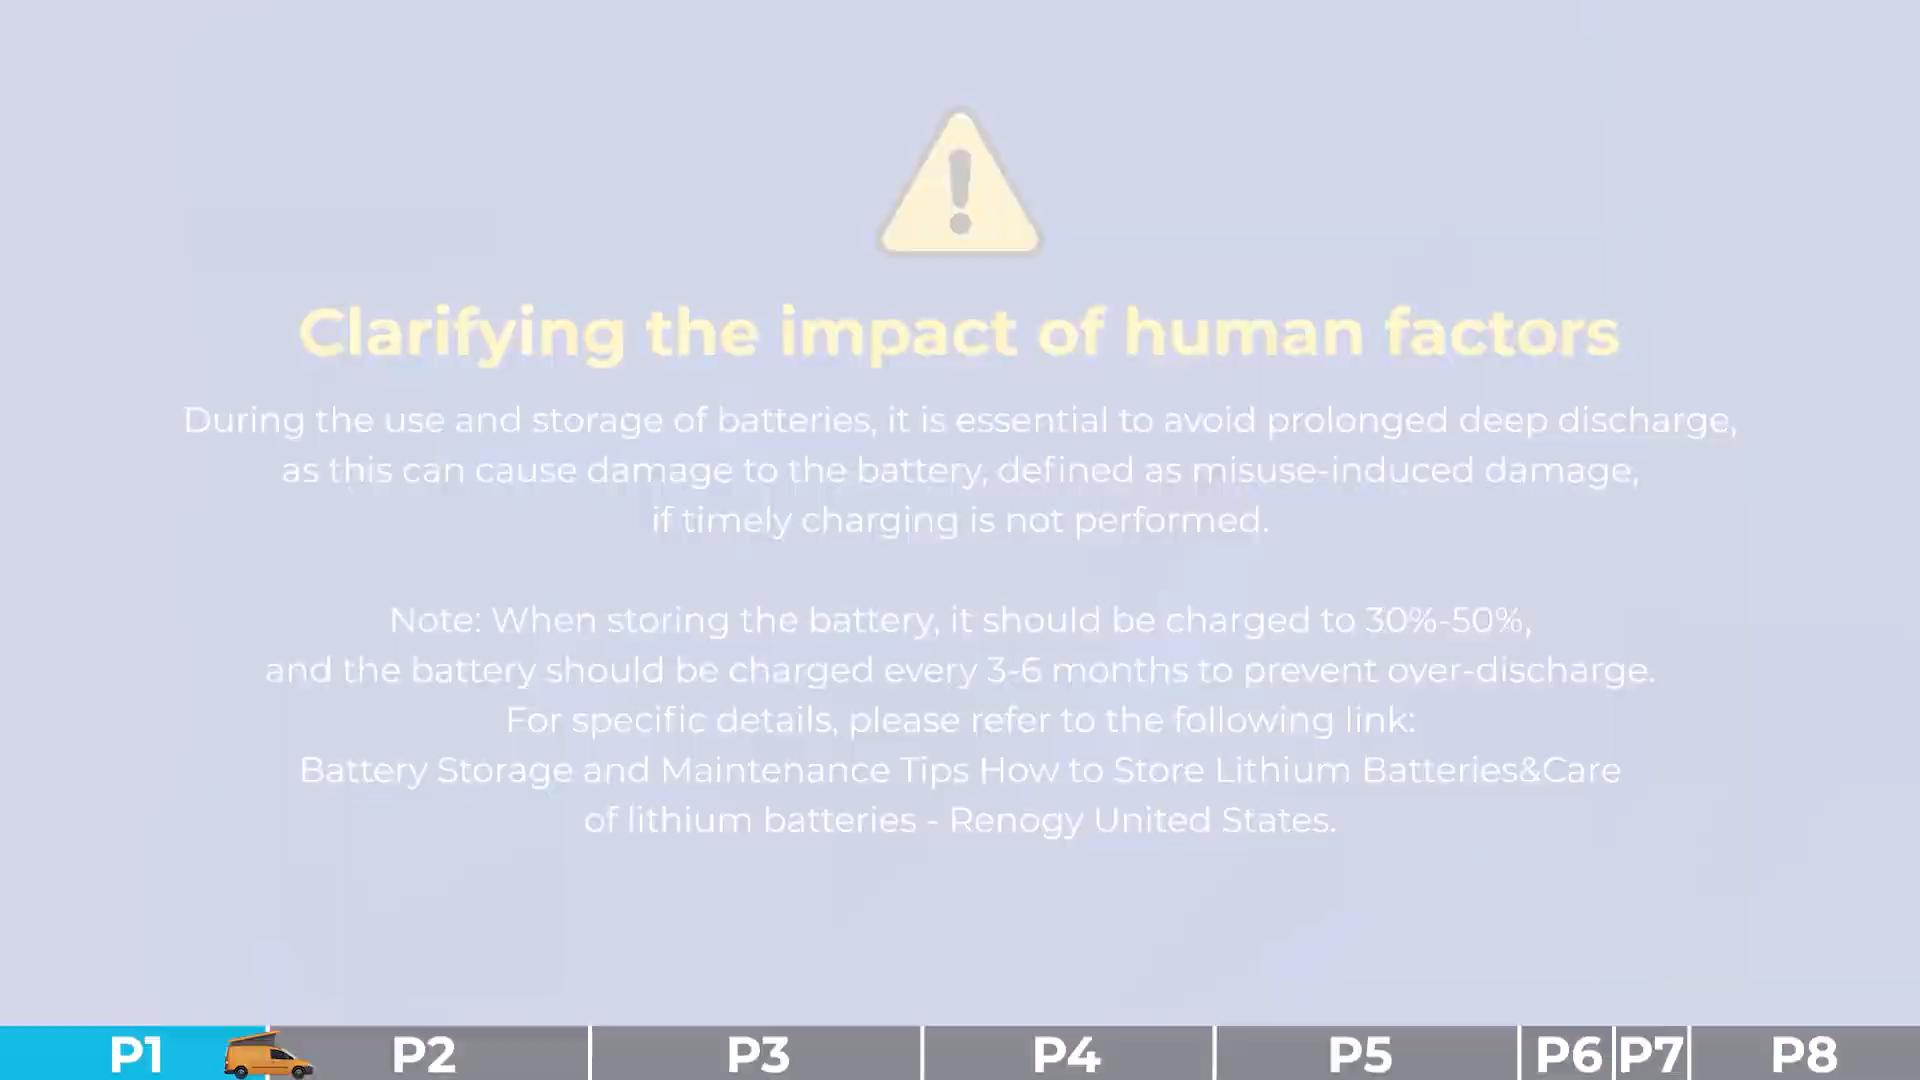 Clarifying the impact of human factors
During the use and storage of batteries, it is essential to avoid prolonged deep discharge,
as this can cause damage to the battery, defined as misuse-induced damage,
if timely charging is not performed.
Note: When storing the battery, it should be charged to 30%-50%,
and the battery should be charged every 3-6 months to prevent over-discharge.
For specific details, please refer to the following link:
Battery Storage and Maintenance Tips How to Store Lithium Batteries&Care
of lithium batteries - Renogy United States.
P1 P2 P3 P4 P5 P6 P7 P8